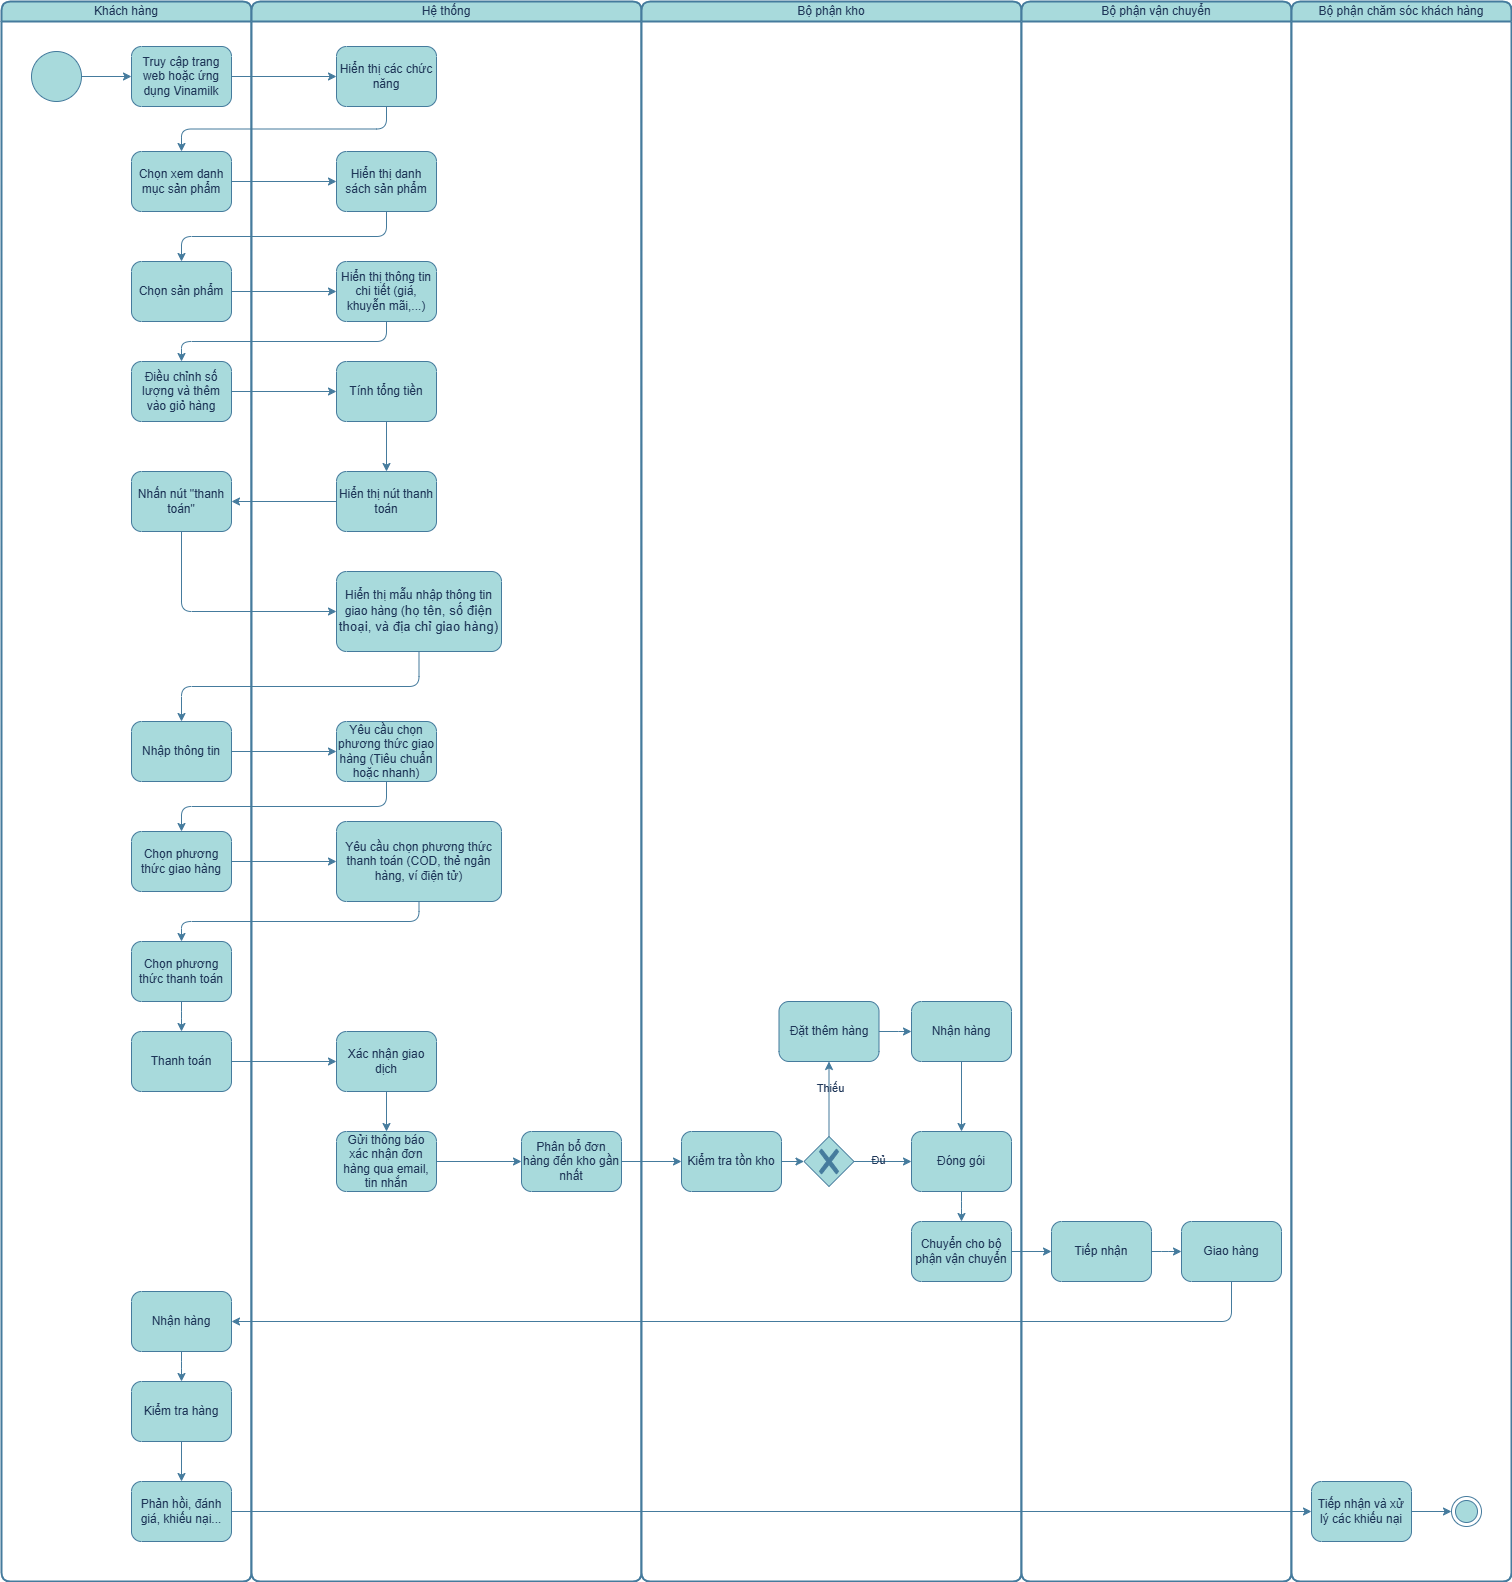 Khách hàng
Hệ thống
Bộ phận kho
Bộ phận vận chuyển
Bộ phận chăm sóc khách hàng
Truy cập trang
web hoặc ứng
dụng Vinamilk
Hiển thị các chức
năng
Chọn xem danh
mục sản phẩm
Hiển thị danh
sách sản phẩm
Chọn sản phẩm
Hiển thị thông tin
chi tiết (giá,
khuyễn mãi,...)
Điều chỉnh số
lượng và thêm
vào giỏ hàng
Tính tổng tiền
Nhấn nút "thanh
toán"
Hiển thị nút thanh
toán
Hiển thị mẫu nhập thông tin
giao hàng (họ tên, số điện
thoại, và địa chỉ giao hàng)
Nhập thông tin
Yêu cầu chọn
phương thức giao
hàng (Tiêu chuẩn
hoặc nhanh)
Chọn phương
thức giao hàng
Yêu cầu chọn phương thức
thanh toán (COD, thẻ ngân
hàng, ví điện tử)
Chọn phương
thức thanh toán
Thanh toán
Xác nhận giao
dịch
Đặt thêm hàng
Nhận hàng
Thiếu
Gửi thông báo
xác nhận đơn
hàng qua email,
tin nhắn
Phân bổ đơn
hàng đến kho gần
nhất
Kiểm tra tồn kho
Đủ
Đóng gói
Chuyển cho bộ
phận vận chuyển
Tiếp nhận
Giao hàng
Nhận hàng
Kiểm tra hàng
Phản hồi, đánh
giá, khiếu nại...
Tiếp nhận và xử
lý các khiếu nại